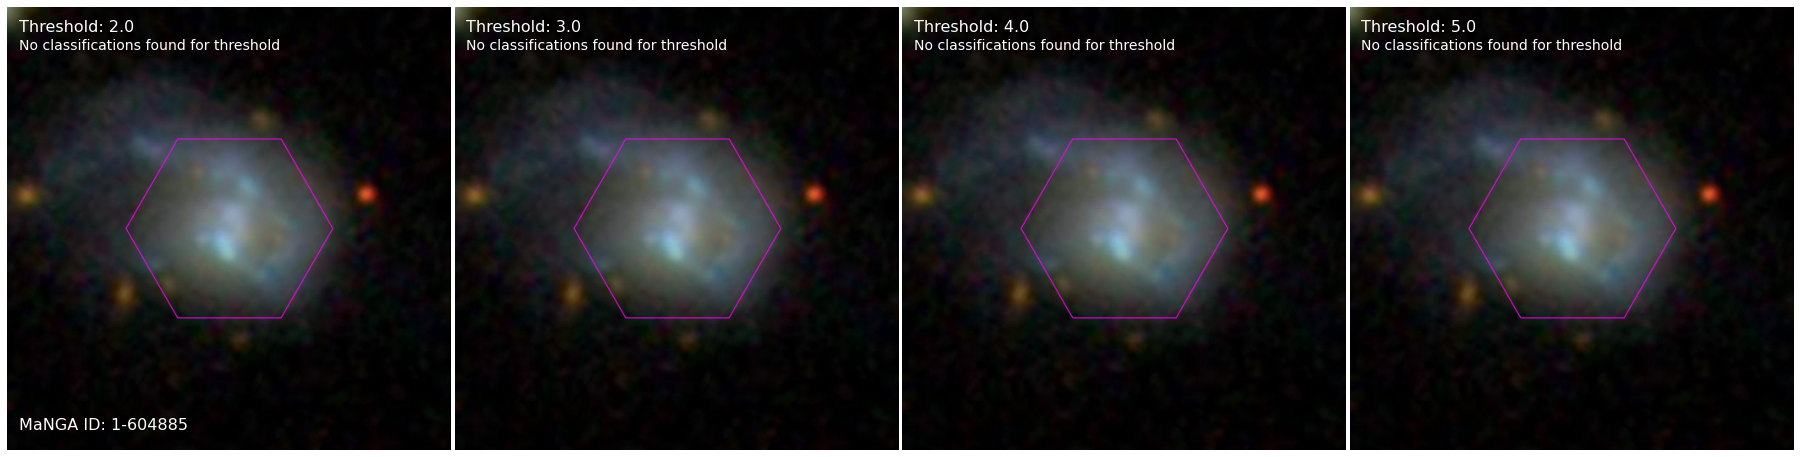 Threshold: 2.0
No classifications found for threshold
MaNGA ID: 1-604885
Threshold: 3.0
No classifications found for threshold
Threshold: 4.0
No classifications found for threshold
Threshold: 5.0
No classifications found for threshold